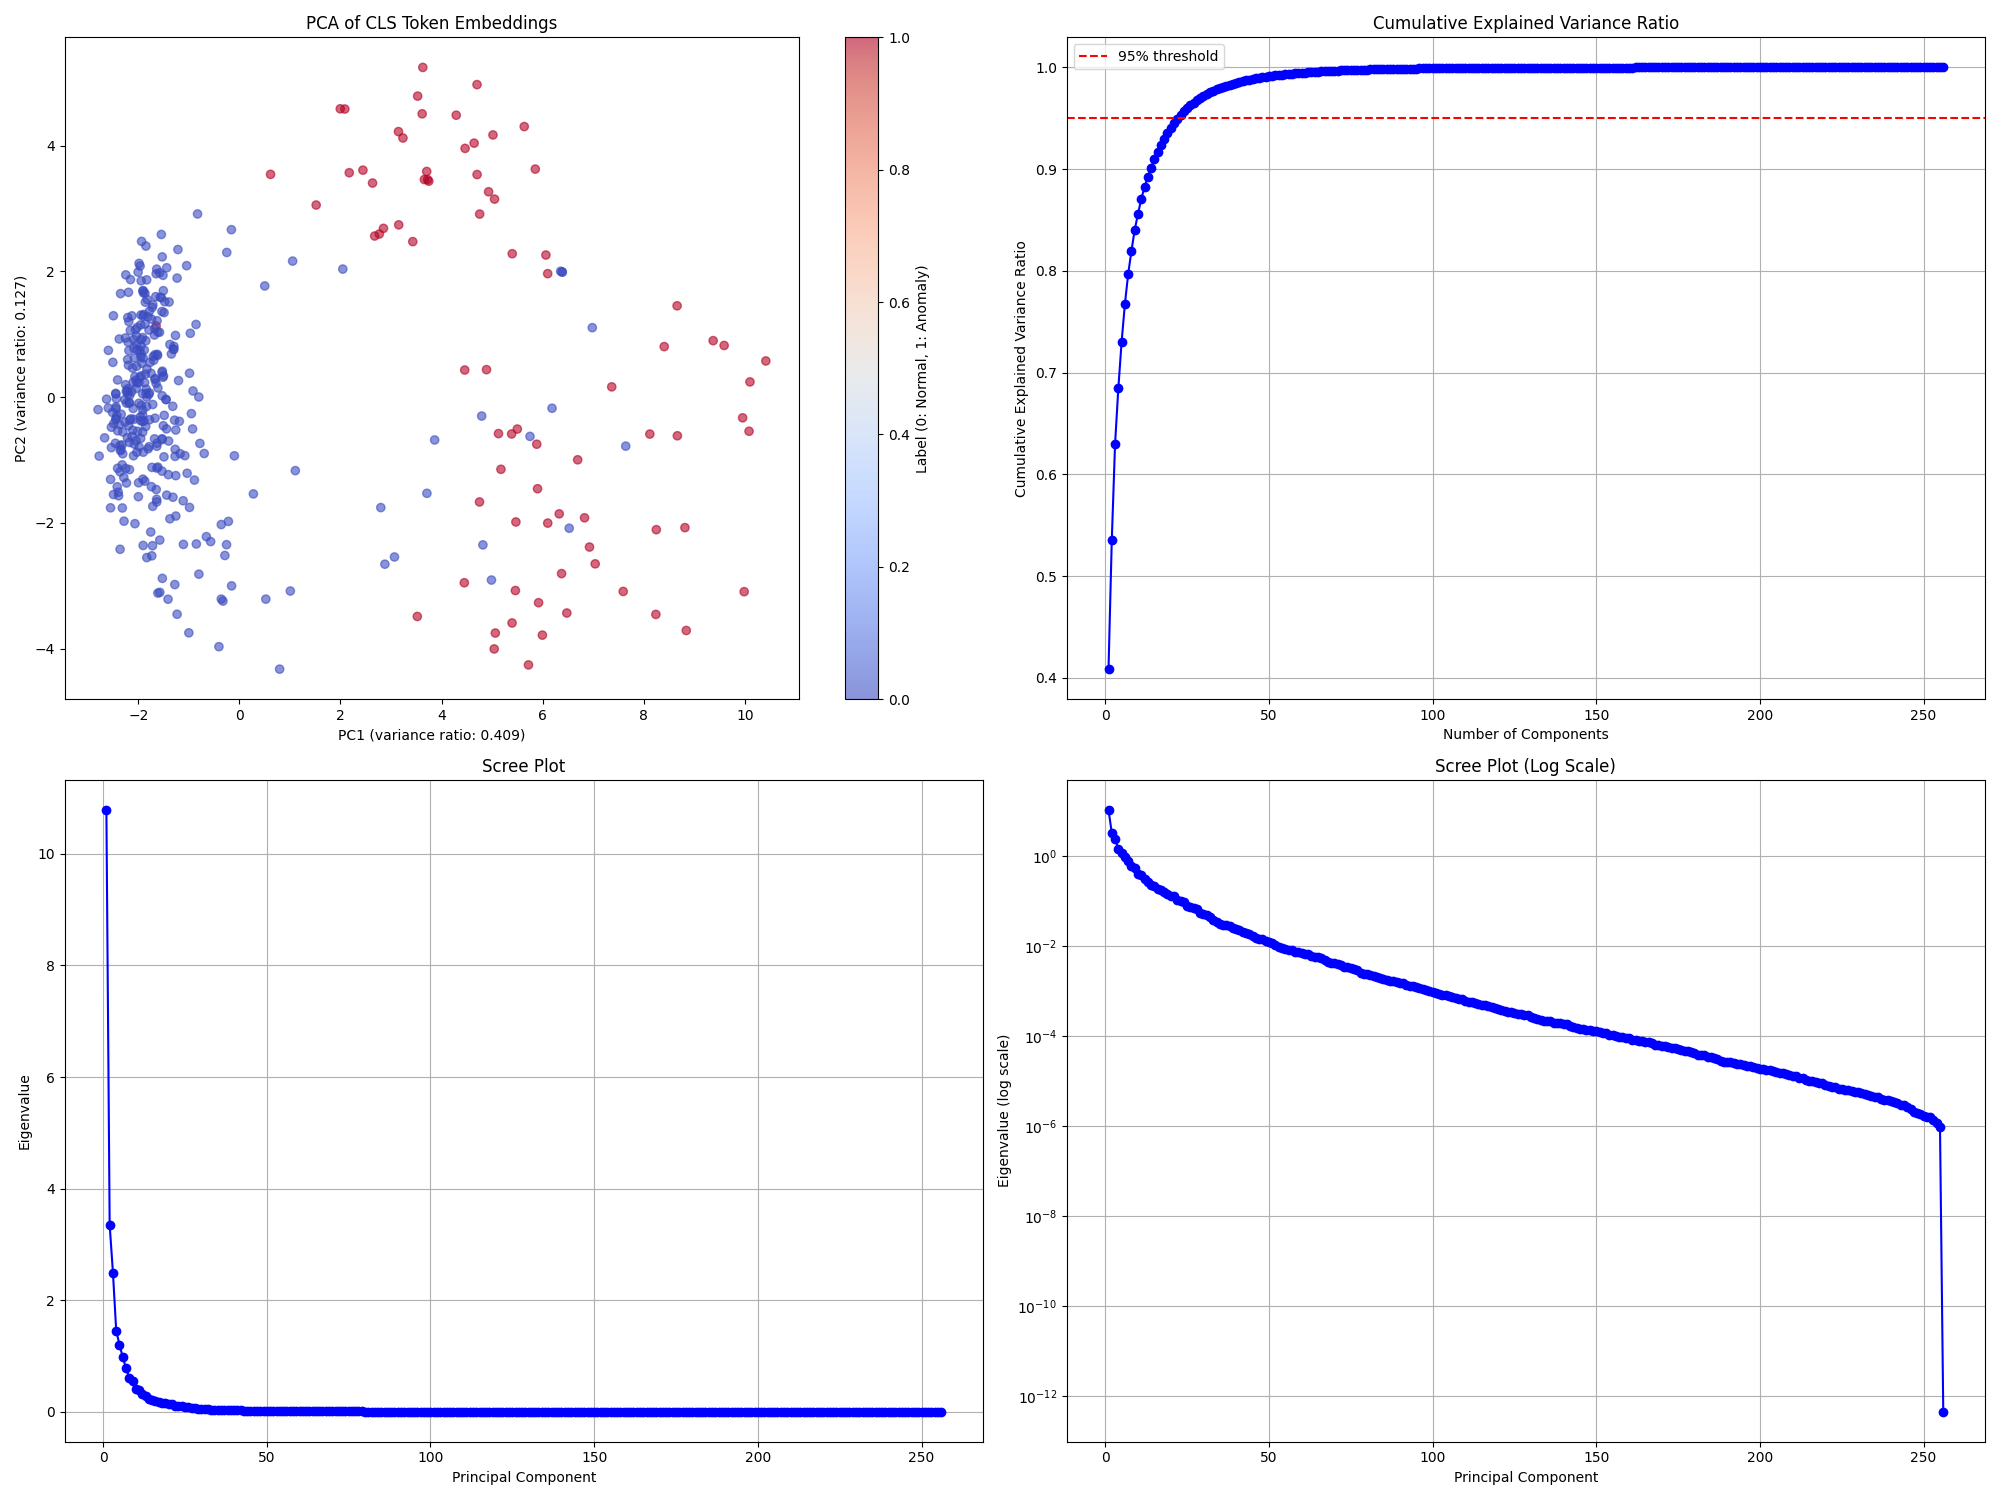 PCA of CLS Token Embeddings
4
2
0
−2
−4
PC2 (variance ratio: 0.127)
−2 0 2 4 6 8 10
PC1 (variance ratio: 0.409)
1.0
0.8
0.6
0.4
0.2
0.0
Label (0: Normal, 1: Anomaly)
Cumulative Explained Variance Ratio
95% threshold
1.0
0.9
0.8
0.7
0.6
0.5
0.4
Cumulative Explained Variance Ratio
0 50 100 150 200 250
Number of Components
Scree Plot
10
8
6
4
2
0
Eigenvalue
0 50 100 150 200 250
Principal Component
Scree Plot (Log Scale)
10⁰
10⁻²
10⁻⁴
10⁻⁶
10⁻⁸
10⁻¹⁰
10⁻¹²
Eigenvalue (log scale)
0 50 100 150 200 250
Principal Component